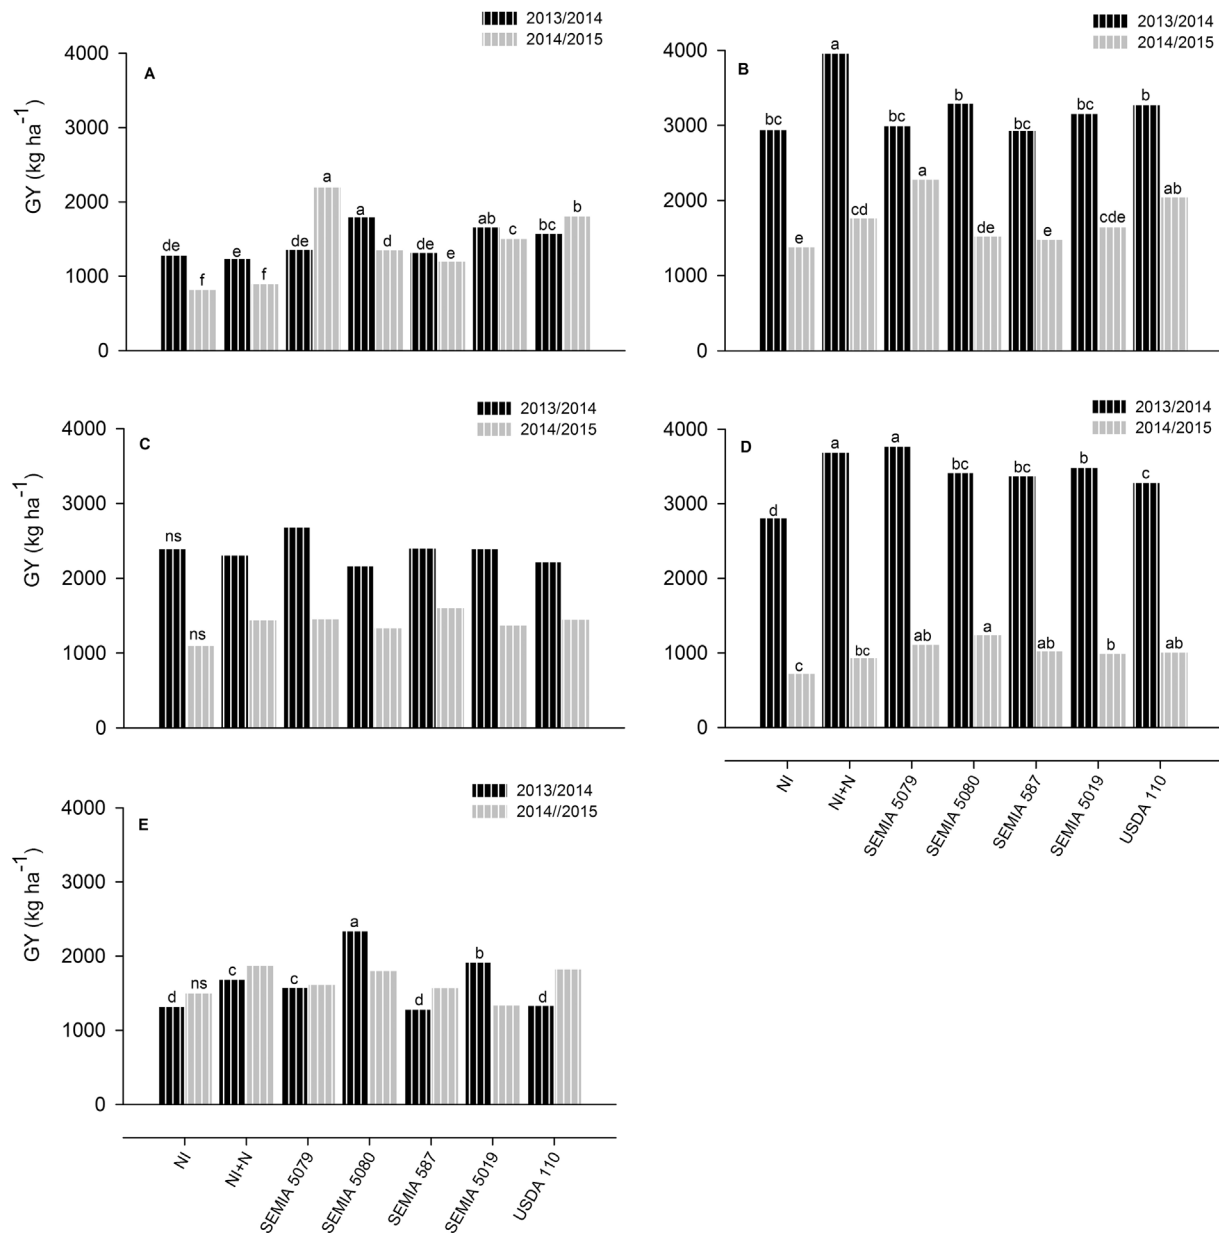 2013/2014
2014/2015
A
4000
3000
2000
1000
0
GY (kg ha⁻¹)
de
f
e
f
de
a
a
d
de
e
ab
c
bc
b
2013/2014
2014/2015
B
4000
3000
2000
1000
0
bc
e
a
cd
bc
a
b
de
bc
e
b
cde
b
ab
2013/2014
2014/2015
C
4000
3000
2000
1000
0
GY (kg ha⁻¹)
ns
ns
2013/2014
2014/2015
D
4000
3000
2000
1000
0
d
c
a
bc
a
ab
bc
a
bc
ab
b
b
c
ab
NI
NI+N
SEMIA 5079
SEMIA 5080
SEMIA 587
SEMIA 5019
USDA 110
2013/2014
2014//2015
E
4000
3000
2000
1000
0
GY (kg ha⁻¹)
d
ns
c
c
a
d
b
d
NI
NI+N
SEMIA 5079
SEMIA 5080
SEMIA 587
SEMIA 5019
USDA 110